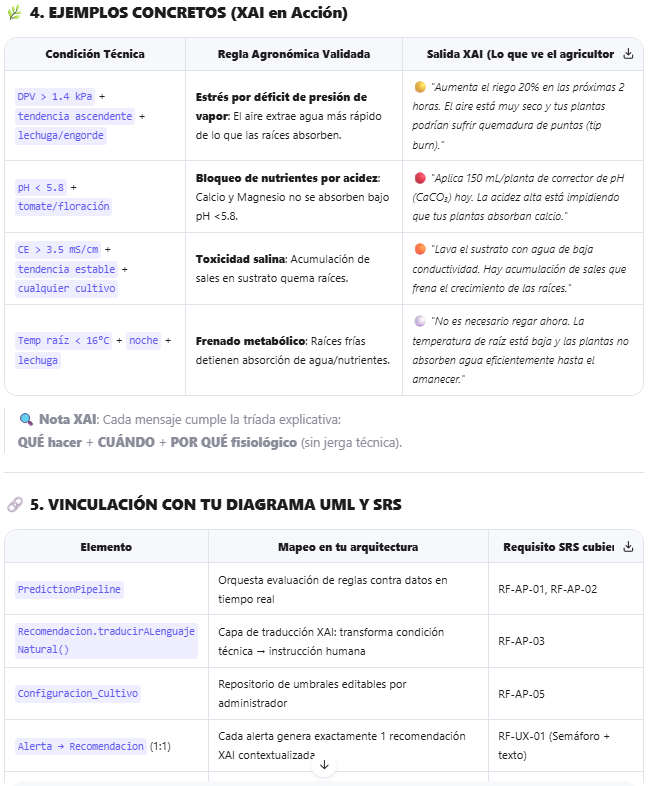 4. EJEMPLOS CONCRETOS (XAI en Acción)
Condición Técnica
Regla Agronómica Validada
Salida XAI (Lo que ve el agricultor
DPV > 1.4 kPa +
tendencia ascendente +
lechuga/engorde
Estrés por déficit de presión de
vapor: El aire extrae agua más rápido
de lo que las raíces absorben.
"Aumenta el riego 20% en las próximas 2
horas. El aire está muy seco y tus plantas
podrían sufrir quemadura de puntas (tip
burn)."
pH < 5.8 +
tomate/floración
Bloqueo de nutrientes por acidez:
Calcio y Magnesio no se absorben bajo
pH <5.8.
"Aplica 150 mL/planta de corrector de pH
(CaCO₃) hoy. La acidez alta está impidiendo
que tus plantas absorban calcio."
CE > 3.5 mS/cm +
tendencia estable +
cualquier cultivo
Toxicidad salina: Acumulación de
sales en sustrato quema raíces.
"Lava el sustrato con agua de baja
conductividad. Hay acumulación de sales que
frena el crecimiento de las raíces."
Temp raíz < 16°C + noche +
lechuga
Frenado metabólico: Raíces frías
detienen absorción de agua/nutrientes.
"No es necesario regar ahora. La
temperatura de raíz está baja y las plantas no
absorben agua eficientemente hasta el
amanecer."
Nota XAI: Cada mensaje cumple la tríada explicativa:
QUÉ hacer + CUÁNDO + POR QUÉ fisiológico (sin jerga técnica).
5. VINCULACIÓN CON TU DIAGRAMA UML Y SRS
Elemento
Mapeo en tu arquitectura
Requisito SRS cubier
PredictionPipeline
Orquesta evaluación de reglas contra datos en
tiempo real
RF-AP-01, RF-AP-02
Recomendacion.traducirALenguaje
Natural()
Capa de traducción XAI: transforma condición
técnica → instrucción humana
RF-AP-03
Configuracion_Cultivo
Repositorio de umbrales editables por
administrador
RF-AP-05
Alerta → Recomendacion (1:1)
Cada alerta genera exactamente 1 recomendación
XAI contextualizada
RF-UX-01 (Semáforo +
texto)